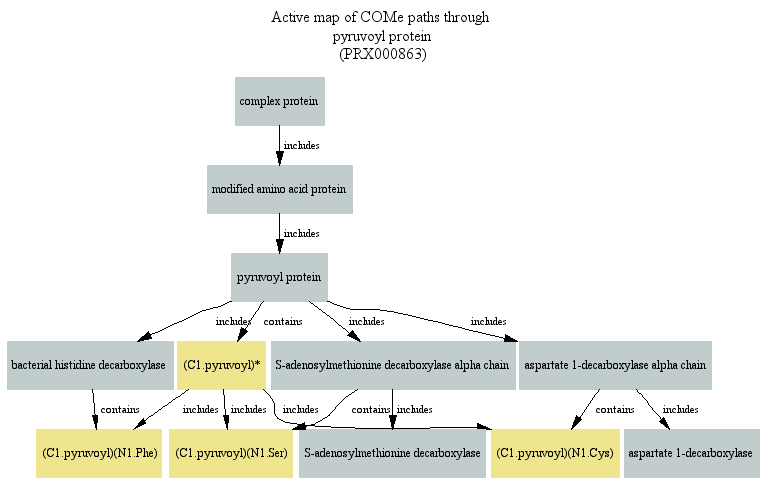 Active map of COMe paths through
pyruvoyl protein
(PRX000863)
complex protein
includes
modified amino acid protein
includes
pyruvoyl protein
includes
contains
includes
includes
bacterial histidine decarboxylase
(C1.pyruvoyl)*
S-adenosylmethionine decarboxylase alpha chain
aspartate 1-decarboxylase alpha chain
contains
includes
includes
includes
contains
includes
contains
includes
(C1.pyruvoyl)(N1.Phe)
(C1.pyruvoyl)(N1.Ser)
S-adenosylmethionine decarboxylase
(C1.pyruvoyl)(N1.Cys)
aspartate 1-decarboxylase